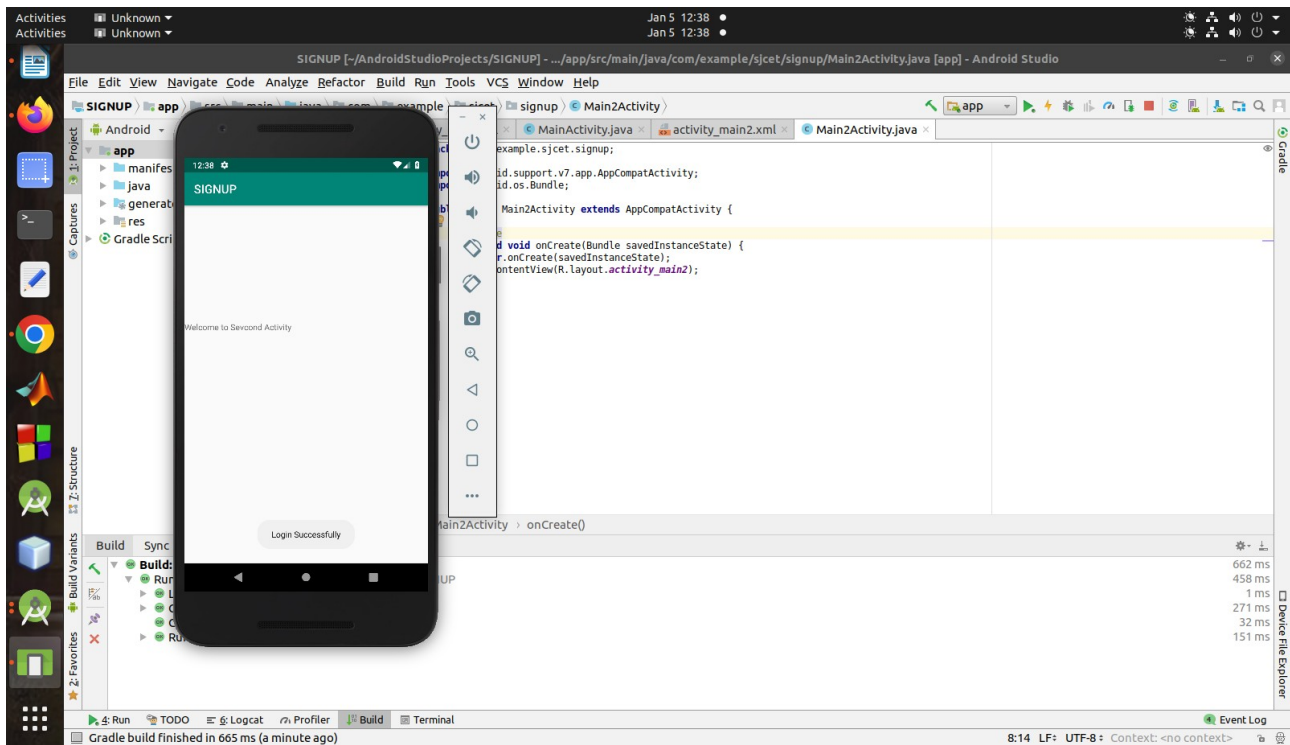 Activities Unknown Jan 5 12:38
Activities Unknown Jan 5 12:38
SIGNUP [~/AndroidStudioProjects/SIGNUP] - .../app/src/main/java/com/example/sjcet/signup/Main2Activity.java [app] - Android Studio
File Edit View Navigate Code Analyze Refactor Build Run Tools VCS Window Help
SIGNUP app signup Main2Activity app
Android MainActivity.java activity_main2.xml Main2Activity.java
1: Project
Captures
7: Structure
Build Variants
2: Favorites
app
manifes
java
generat
res
Gradle Scri
12:38
SIGNUP
Welcome to Sevcond Activity
Login Successfully
example.sjcet.signup;
id.support.v7.app.AppCompatActivity;
id.os.Bundle;
Main2Activity extends AppCompatActivity {
d void onCreate(Bundle savedInstanceState) {
r.onCreate(savedInstanceState);
ontentView(R.layout.activity_main2);
Main2Activity › onCreate()
Gradle
Device File Explorer
Build Sync
Build: 662 ms
Run 458 ms
1 ms
271 ms
32 ms
151 ms
4: Run TODO 6: Logcat Profiler Build Terminal Event Log
Gradle build finished in 665 ms (a minute ago) 8:14 LF UTF-8 Context: <no context>